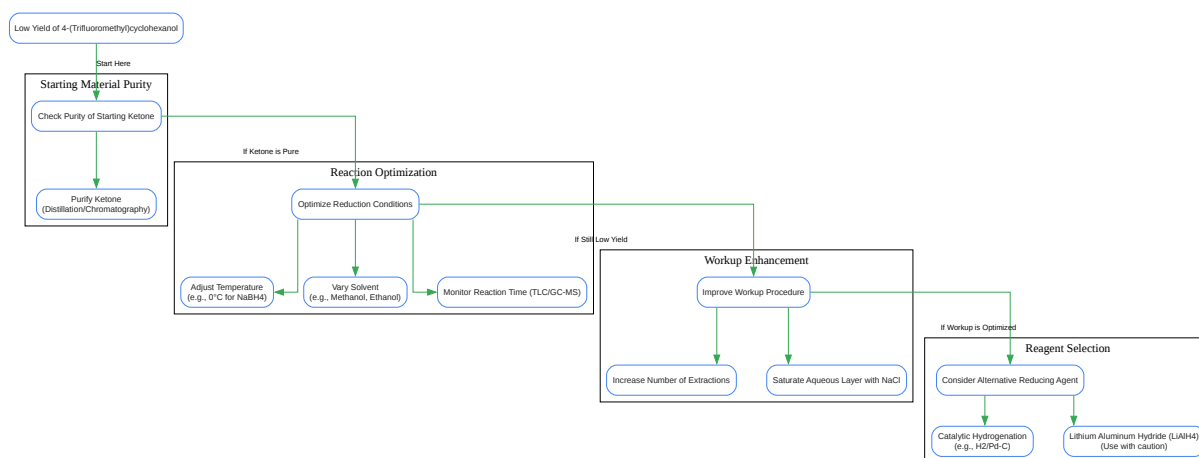 Low Yield of 4-(Trifluoromethyl)cyclohexanol
Start Here
Starting Material Purity
Check Purity of Starting Ketone
Purify Ketone
(Distillation/Chromatography)
If Ketone is Pure
Reaction Optimization
Optimize Reduction Conditions
Adjust Temperature
(e.g., 0°C for NaBH4)
Vary Solvent
(e.g., Methanol, Ethanol)
Monitor Reaction Time (TLC/GC-MS)
If Still Low Yield
Workup Enhancement
Improve Workup Procedure
Increase Number of Extractions
Saturate Aqueous Layer with NaCl
If Workup is Optimized
Reagent Selection
Consider Alternative Reducing Agent
Catalytic Hydrogenation
(e.g., H2/Pd-C)
Lithium Aluminum Hydride (LiAlH4)
(Use with caution)